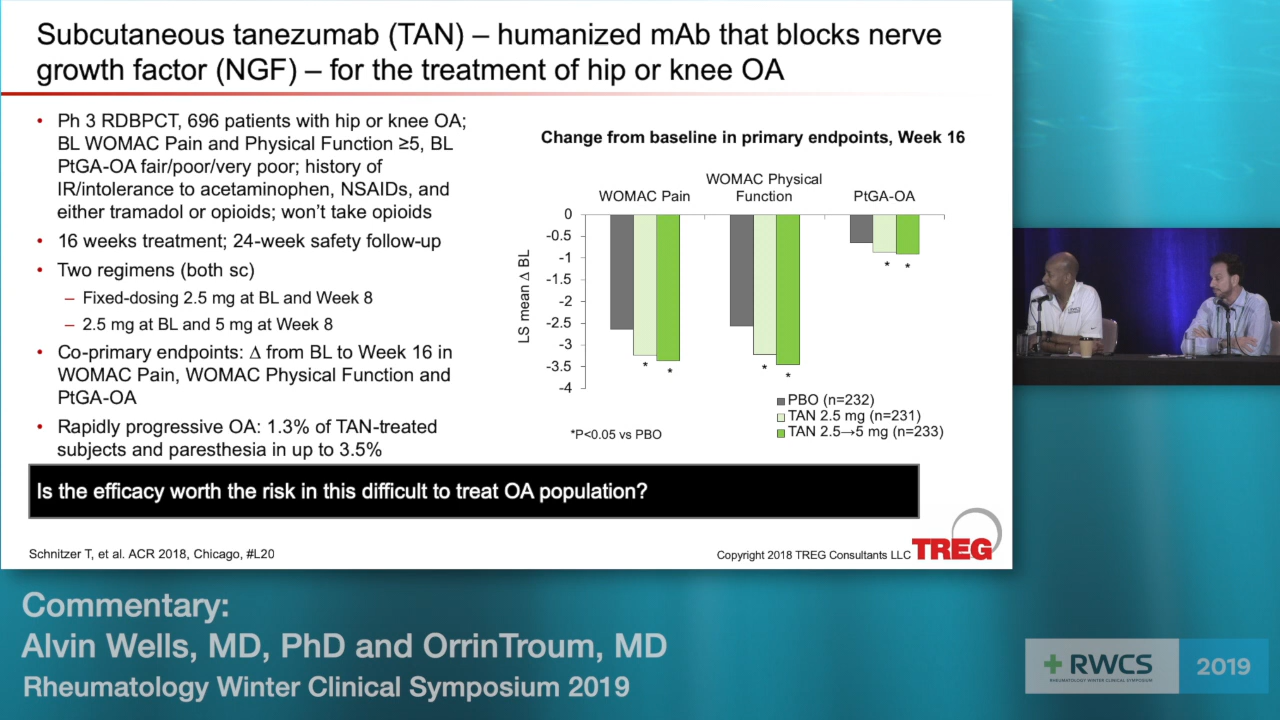 Subcutaneous tanezumab (TAN) – humanized mAb that blocks nerve
growth factor (NGF) – for the treatment of hip or knee OA
• Ph 3 RDBPCT, 696 patients with hip or knee OA;
BL WOMAC Pain and Physical Function ≥5, BL
PtGA-OA fair/poor/very poor; history of
IR/intolerance to acetaminophen, NSAIDs, and
either tramadol or opioids; won’t take opioids
• 16 weeks treatment; 24-week safety follow-up
• Two regimens (both sc)
– Fixed-dosing 2.5 mg at BL and Week 8
– 2.5 mg at BL and 5 mg at Week 8
• Co-primary endpoints: Δ from BL to Week 16 in
WOMAC Pain, WOMAC Physical Function and
PtGA-OA
• Rapidly progressive OA: 1.3% of TAN-treated
subjects and paresthesia in up to 3.5%
Change from baseline in primary endpoints, Week 16
WOMAC Pain
WOMAC Physical
Function
PtGA-OA
LS mean Δ BL
0
-0.5
-1
-1.5
-2
-2.5
-3
-3.5
-4
* *
* *
* *
PBO (n=232)
TAN 2.5 mg (n=231)
TAN 2.5→5 mg (n=233)
*P<0.05 vs PBO
Is the efficacy worth the risk in this difficult to treat OA population?
Schnitzer T, et al. ACR 2018, Chicago, #L20
Copyright 2018 TREG Consultants LLC
TREG
Commentary:
Alvin Wells, MD, PhD and OrrinTroum, MD
Rheumatology Winter Clinical Symposium 2019
+ RWCS
RHEUMATOLOGY WINTER CLINICAL SYMPOSIUM
2019